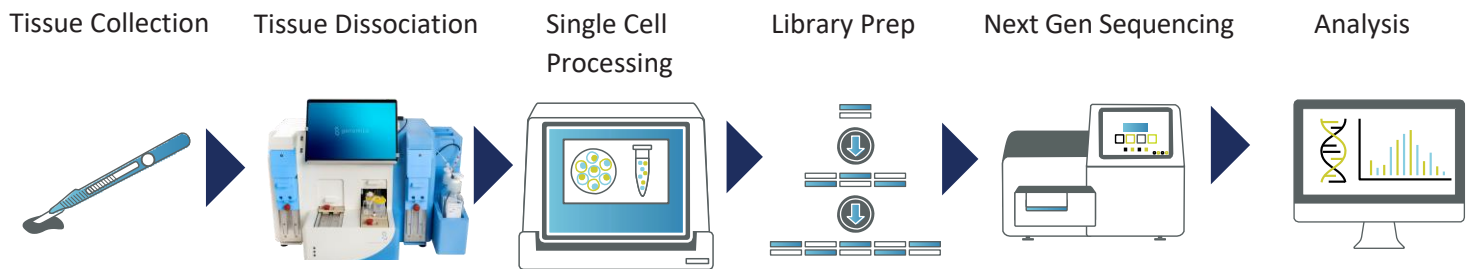 Tissue Collection
Tissue Dissociation
Single Cell
Processing
Library Prep
Next Gen Sequencing
Analysis